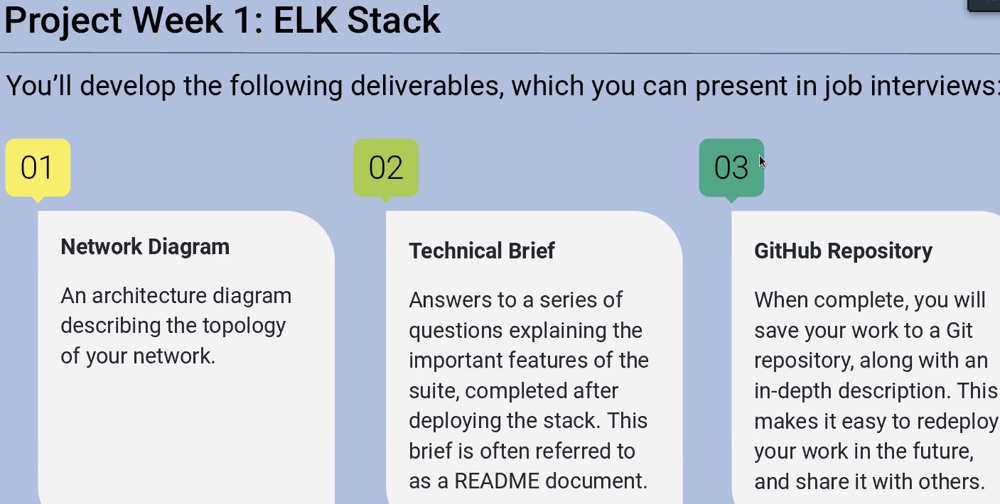 Project Week 1: ELK Stack
You’ll develop the following deliverables, which you can present in job interviews:
01
02
03
Network Diagram
An architecture diagram
describing the topology
of your network.
Technical Brief
Answers to a series of
questions explaining the
important features of the
suite, completed after
deploying the stack. This
brief is often referred to
as a README document.
GitHub Repository
When complete, you will
save your work to a Git
repository, along with an
in-depth description. This
makes it easy to redeploy
your work in the future,
and share it with others.